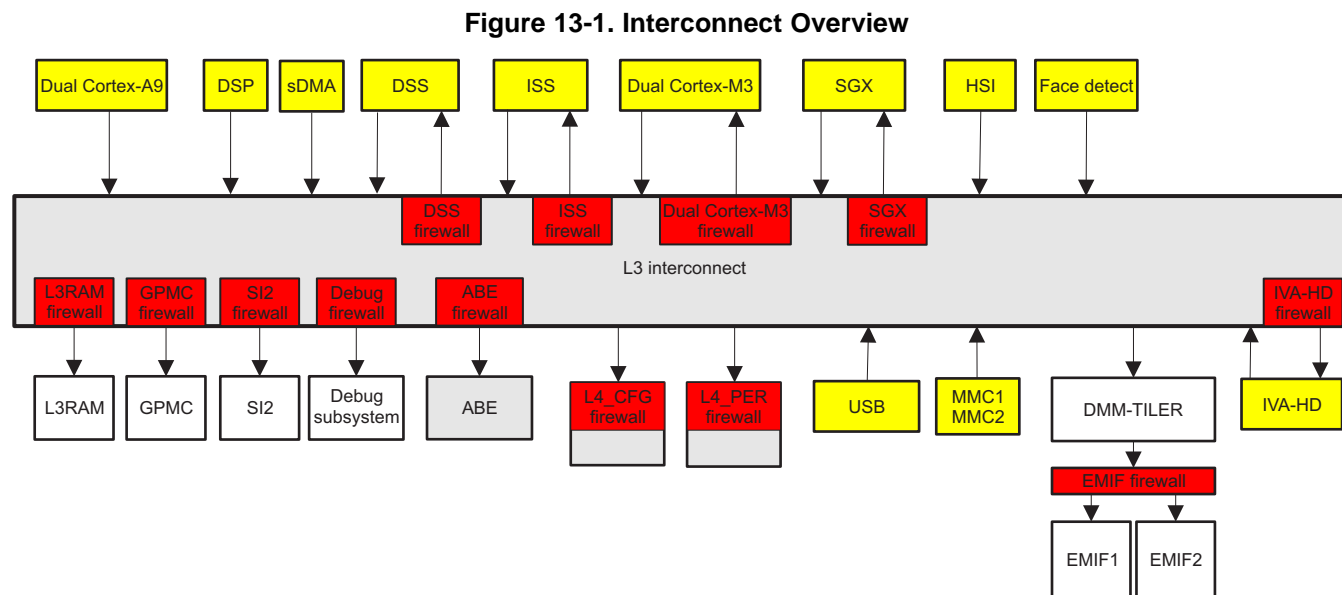 Figure 13-1. Interconnect Overview
Dual Cortex-A9
DSP
sDMA
DSS
ISS
Dual Cortex-M3
SGX
HSI
Face detect
DSS
firewall
ISS
firewall
Dual Cortex-M3
firewall
SGX
firewall
L3 interconnect
L3RAM
firewall
GPMC
firewall
SI2
firewall
Debug
firewall
ABE
firewall
IVA-HD
firewall
L3RAM
GPMC
SI2
Debug
subsystem
ABE
L4_CFG
firewall
L4_PER
firewall
USB
MMC1
MMC2
DMM-TILER
IVA-HD
EMIF firewall
EMIF1
EMIF2